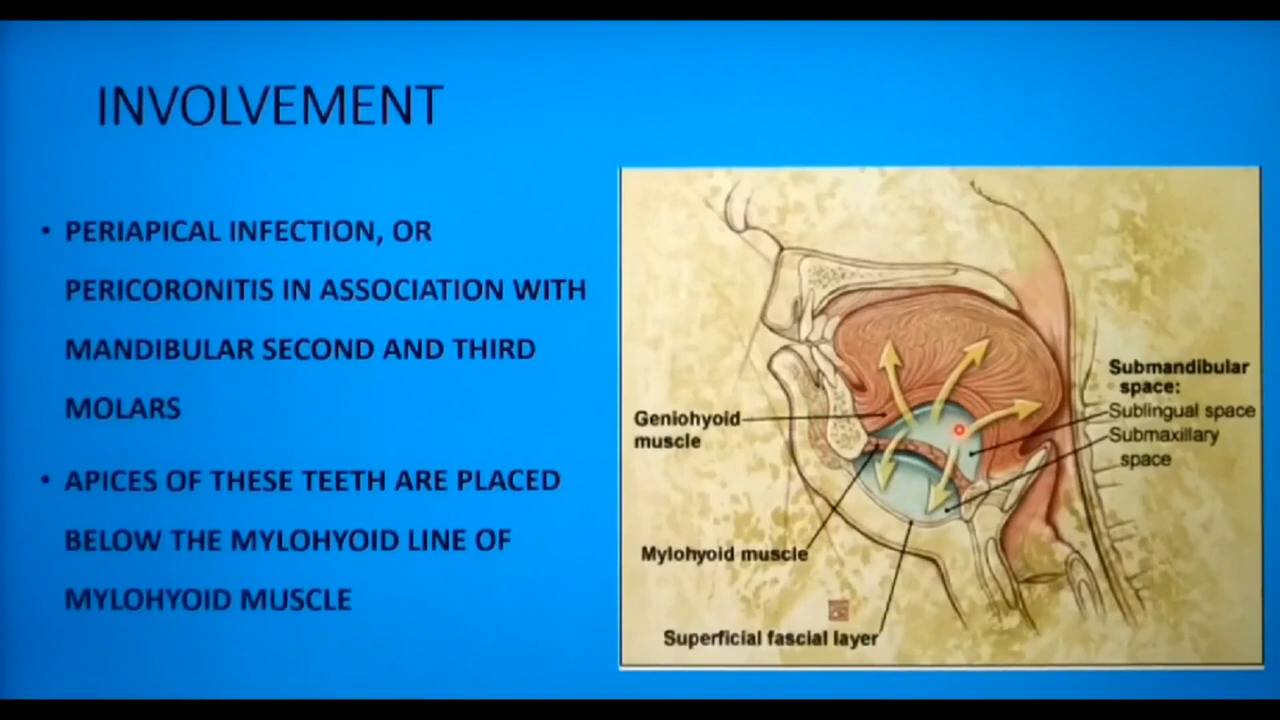 INVOLVEMENT
• PERIAPICAL INFECTION, OR
PERICORONITIS IN ASSOCIATION WITH
MANDIBULAR SECOND AND THIRD
MOLARS
• APICES OF THESE TEETH ARE PLACED
BELOW THE MYLOHYOID LINE OF
MYLOHYOID MUSCLE
Submandibular
space:
Sublingual space
Submaxillary
space
Geniohyoid
muscle
Mylohyoid muscle
Superficial fascial layer